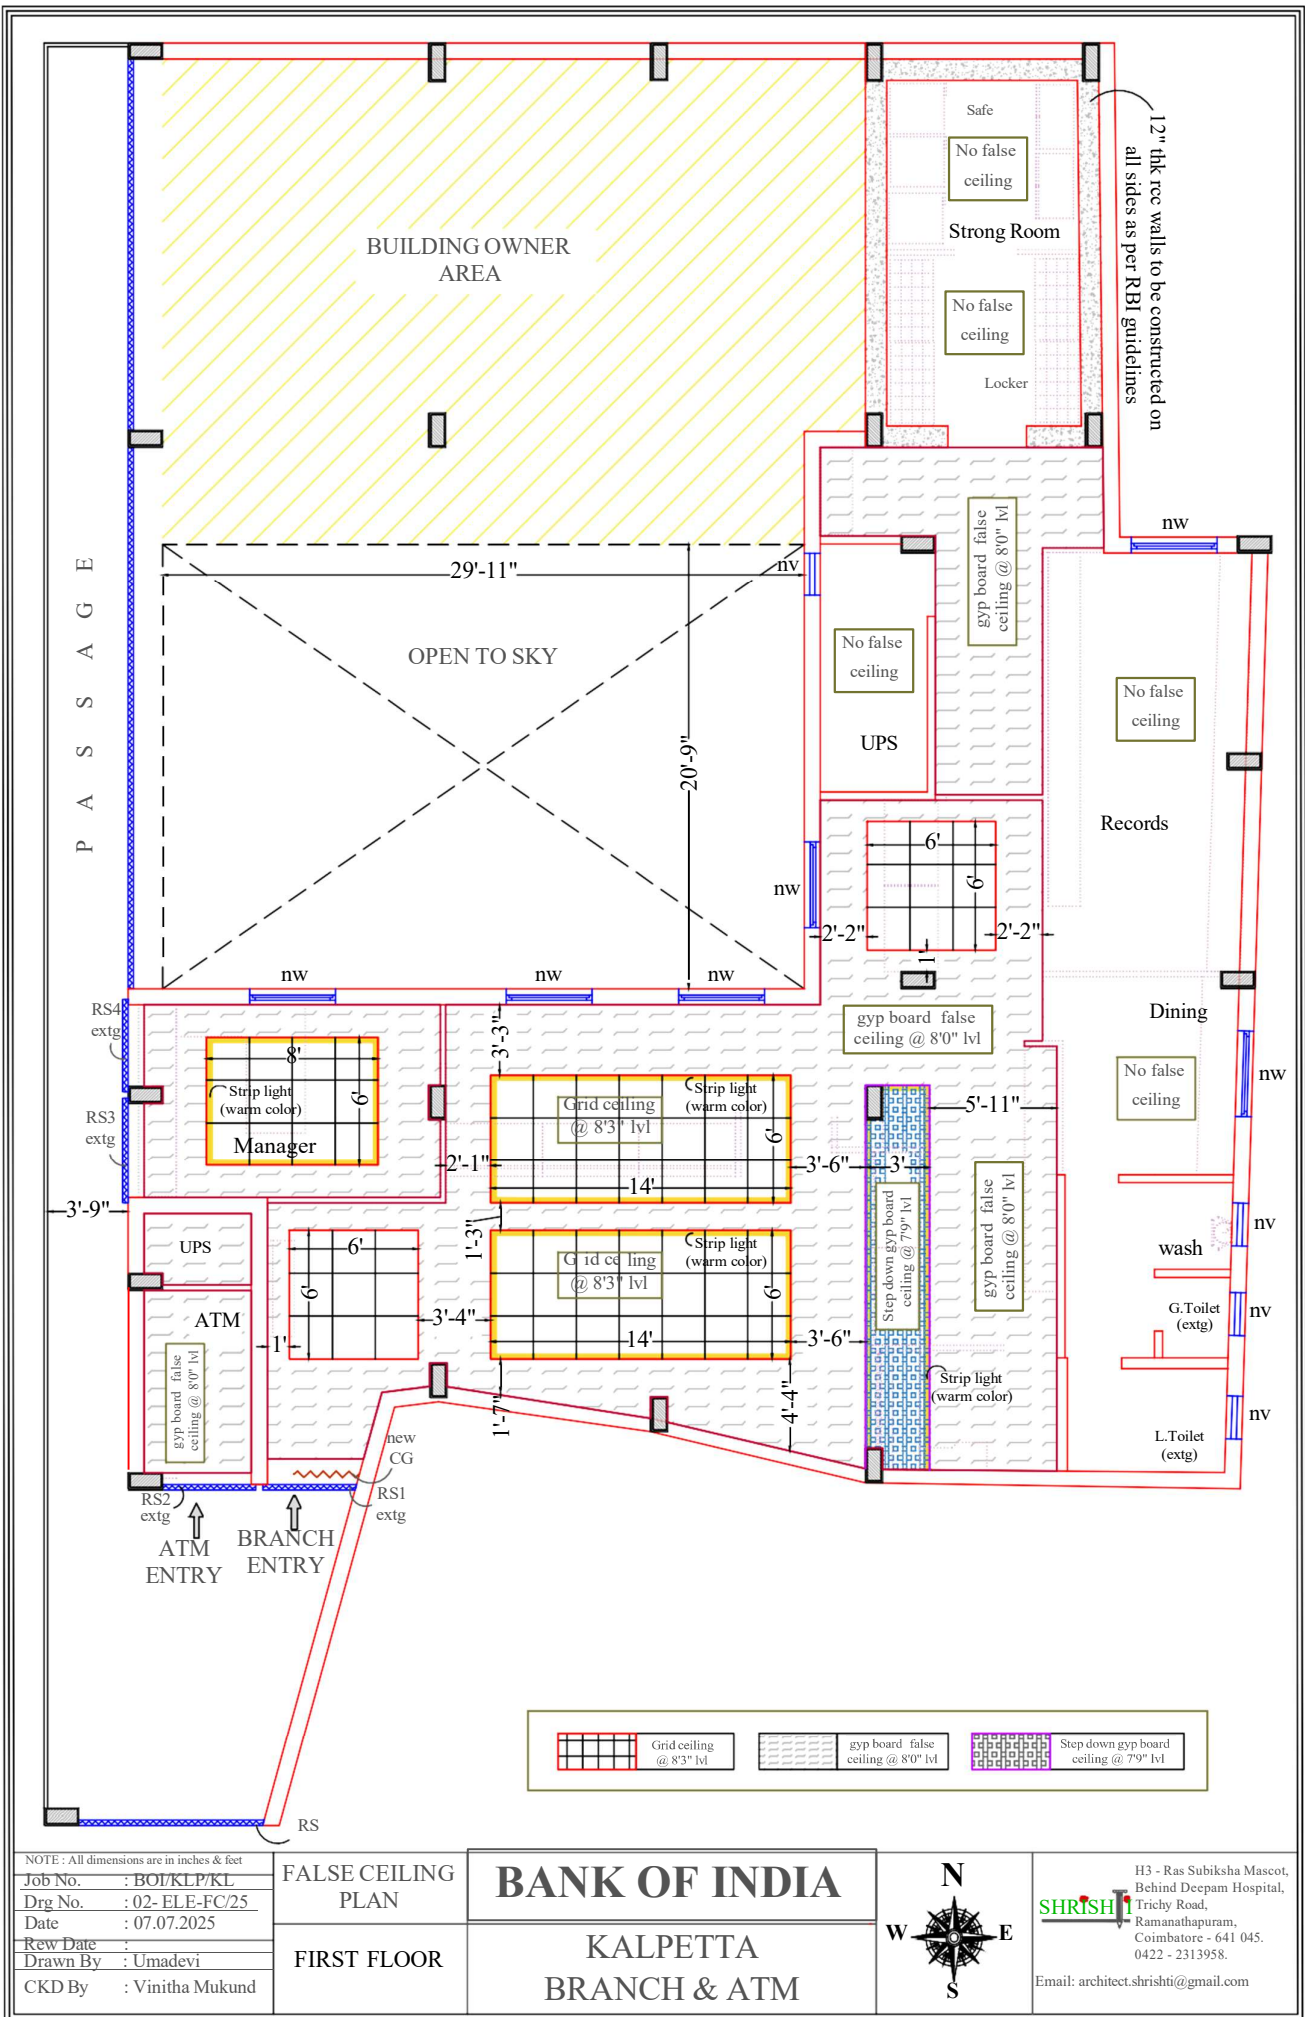 Safe
No false
ceiling
Strong Room
No false
ceiling
Locker
12" thk rcc walls to be constructed on
all sides as per RBI guidelines
BUILDING OWNER
AREA
PASSAGE
29'-11"
nv
OPEN TO SKY
20'-9"
gyp board false
ceiling @ 8'0" lvl
nw
No false
ceiling
UPS
No false
ceiling
Records
6'
6'
nw
2'-2"
2'-2"
1'
nw
nw
nw
RS4
extg
RS3
extg
3'-3"
gyp board false
ceiling @ 8'0" lvl
Dining
No false
ceiling
nw
8'
6'
Strip light
(warm color)
Manager
Grid ceiling
@ 8'3" lvl
Strip light
(warm color)
6'
14'
2'-1"
3'-6"
3'
5'-11"
3'-9"
1'-3"
UPS
6'
6'
Grid ceiling
@ 8'3" lvl
Strip light
(warm color)
6'
14'
3'-4"
3'-6"
Step down gyp board
ceiling @ 7'9" lvl
gyp board false
ceiling @ 8'0" lvl
nv
wash
G.Toilet
(extg)
nv
ATM
1'
gyp board false
ceiling @ 8'0" lvl
1'-7"
4'-4"
Strip light
(warm color)
nv
L.Toilet
(extg)
new
CG
RS2
extg
RS1
extg
ATM
ENTRY
BRANCH
ENTRY
Grid ceiling
@ 8'3" lvl
gyp board false
ceiling @ 8'0" lvl
Step down gyp board
ceiling @ 7'9" lvl
RS
NOTE : All dimensions are in inches & feet
Job No. : BOI/KLP/KL
Drg No. : 02- ELE-FC/25
Date : 07.07.2025
Rew Date :
Drawn By : Umadevi
CKD By : Vinitha Mukund
FALSE CEILING
PLAN
FIRST FLOOR
BANK OF INDIA
KALPETTA
BRANCH & ATM
N
W E
S
SHRISHTI
H3 - Ras Subiksha Mascot,
Behind Deepam Hospital,
Trichy Road,
Ramanathapuram,
Coimbatore - 641 045.
0422 - 2313958.
Email: architect.shrishti@gmail.com